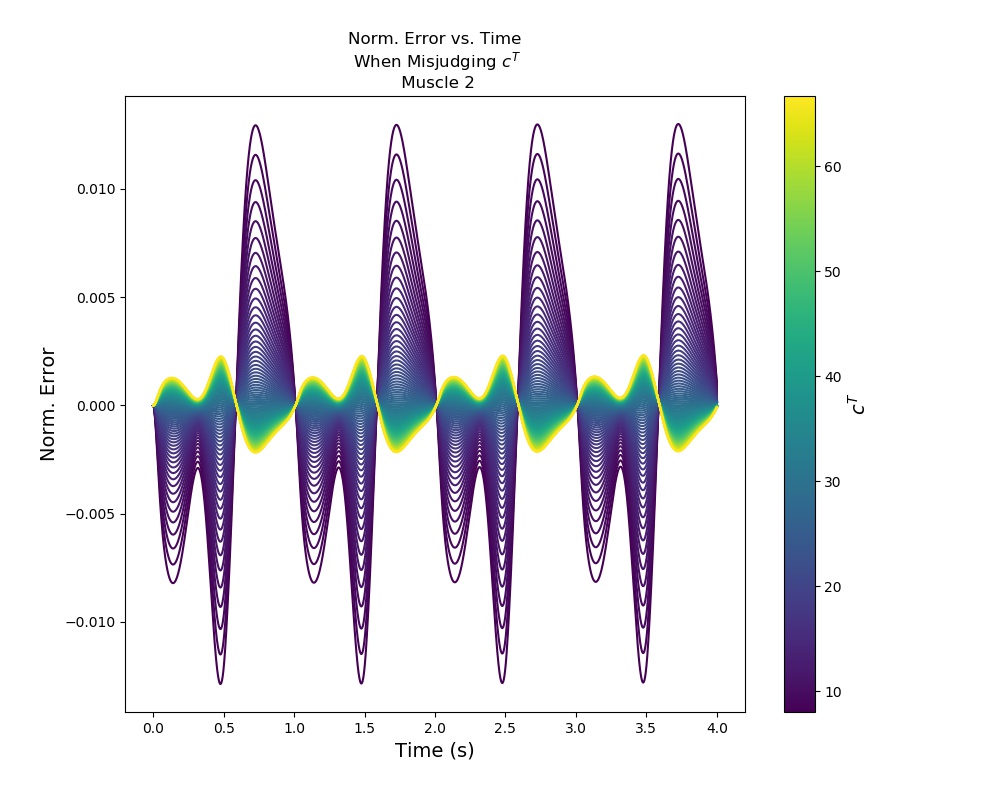 Norm. Error vs. Time
When Misjudging $c^T$
Muscle 2
Norm. Error
0.010
0.005
0.000
−0.005
−0.010
0.0 0.5 1.0 1.5 2.0 2.5 3.0 3.5 4.0
Time (s)
60
50
40
30
20
10
$c^T$